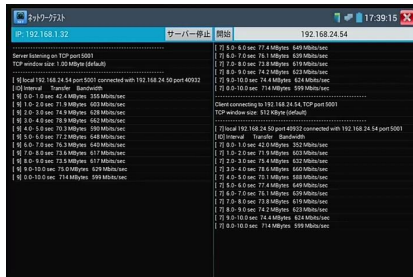 ネットワークテスト
17:39:15
IP: 192.168.1.32
サーバー停止
開始
192.168.24.54
Server listening on TCP port 5001
TCP window size: 1.00 MByte (default)
[ 9] local 192.168.24.54 port 5001 connected with 192.168.24.50 port 40932
[ID] Interval Transfer Bandwidth
[ 9] 0.0- 1.0 sec 42.4 MBytes 355 Mbits/sec
[ 9] 1.0- 2.0 sec 71.9 MBytes 603 Mbits/sec
[ 9] 2.0- 3.0 sec 74.9 MBytes 628 Mbits/sec
[ 9] 3.0- 4.0 sec 78.9 MBytes 662 Mbits/sec
[ 9] 4.0- 5.0 sec 70.3 MBytes 590 Mbits/sec
[ 9] 5.0- 6.0 sec 77.2 MBytes 648 Mbits/sec
[ 9] 6.0- 7.0 sec 76.3 MBytes 640 Mbits/sec
[ 9] 7.0- 8.0 sec 73.6 MBytes 617 Mbits/sec
[ 9] 8.0- 9.0 sec 73.5 MBytes 617 Mbits/sec
[ 9] 9.0-10.0 sec 75.0 MBytes 629 Mbits/sec
[ 9] 0.0-10.0 sec 714 MBytes 599 Mbits/sec
[ 7] 5.0- 6.0 sec 77.4 MBytes 649 Mbits/sec
[ 7] 6.0- 7.0 sec 76.1 MBytes 639 Mbits/sec
[ 7] 7.0- 8.0 sec 73.8 MBytes 619 Mbits/sec
[ 7] 8.0- 9.0 sec 74.2 MBytes 623 Mbits/sec
[ 7] 9.0-10.0 sec 74.4 MBytes 624 Mbits/sec
[ 7] 0.0-10.0 sec 714 MBytes 599 Mbits/sec
Client connecting to 192.168.24.54, TCP port 5001
TCP window size: 512 KByte (default)
[ 7] local 192.168.24.50 port 40932 connected with 192.168.24.54 port 5001
[ID] Interval Transfer Bandwidth
[ 7] 0.0- 1.0 sec 42.0 MBytes 352 Mbits/sec
[ 7] 1.0- 2.0 sec 71.9 MBytes 603 Mbits/sec
[ 7] 2.0- 3.0 sec 75.4 MBytes 632 Mbits/sec
[ 7] 3.0- 4.0 sec 78.6 MBytes 660 Mbits/sec
[ 7] 4.0- 5.0 sec 70.1 MBytes 588 Mbits/sec
[ 7] 5.0- 6.0 sec 77.4 MBytes 649 Mbits/sec
[ 7] 6.0- 7.0 sec 76.1 MBytes 639 Mbits/sec
[ 7] 7.0- 8.0 sec 73.8 MBytes 619 Mbits/sec
[ 7] 8.0- 9.0 sec 74.2 MBytes 623 Mbits/sec
[ 7] 9.0-10.0 sec 74.4 MBytes 624 Mbits/sec
[ 7] 0.0-10.0 sec 714 MBytes 599 Mbits/sec